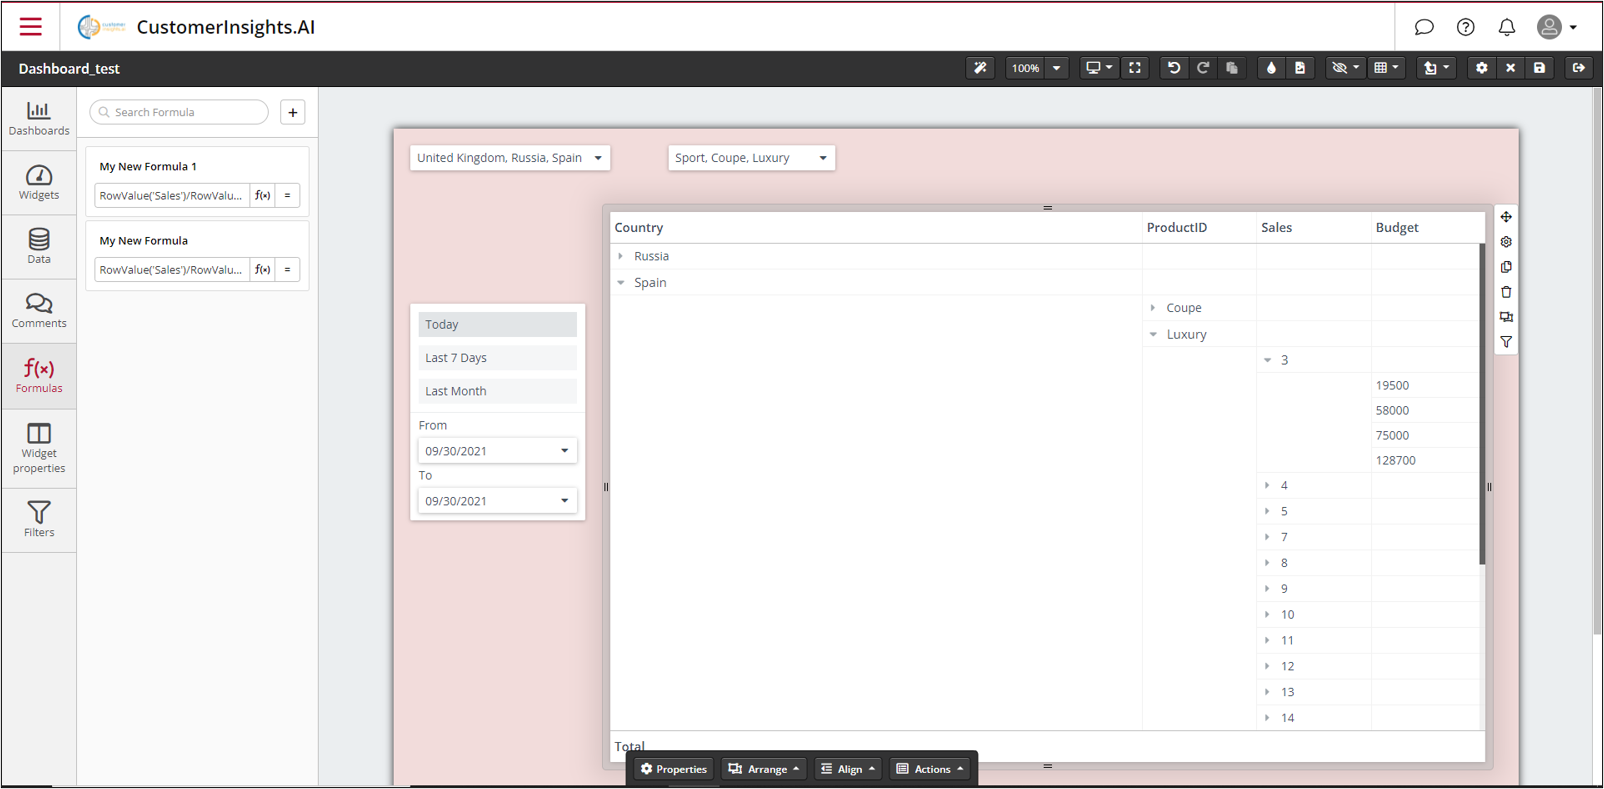 CustomerInsights.AI
Dashboard_test
100%
Dashboards
Widgets
Data
Comments
f(x)
Formulas
Widget
properties
Filters
Search Formula
+
My New Formula 1
RowValue('Sales')/RowValu... f(x) =
My New Formula
RowValue('Sales')/RowValu... f(x) =
United Kingdom, Russia, Spain
Sport, Coupe, Luxury
Today
Last 7 Days
Last Month
From
09/30/2021
To
09/30/2021
Country ProductID Sales Budget
Russia
Spain
Coupe
Luxury
3
19500
58000
75000
128700
4
5
7
8
9
10
11
12
13
14
Total
Properties Arrange Align Actions